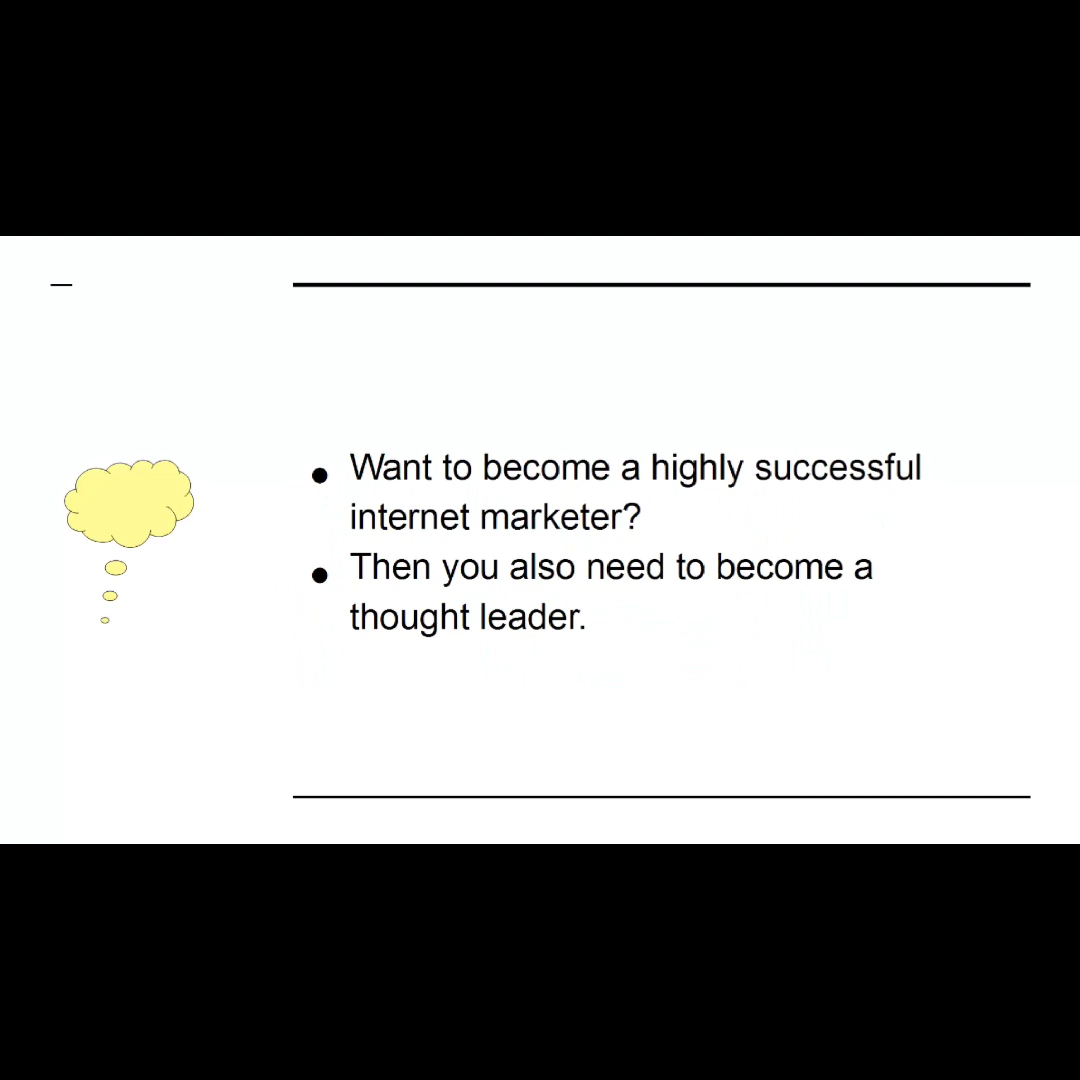 ● Want to become a highly successful
internet marketer?
● Then you also need to become a
thought leader.